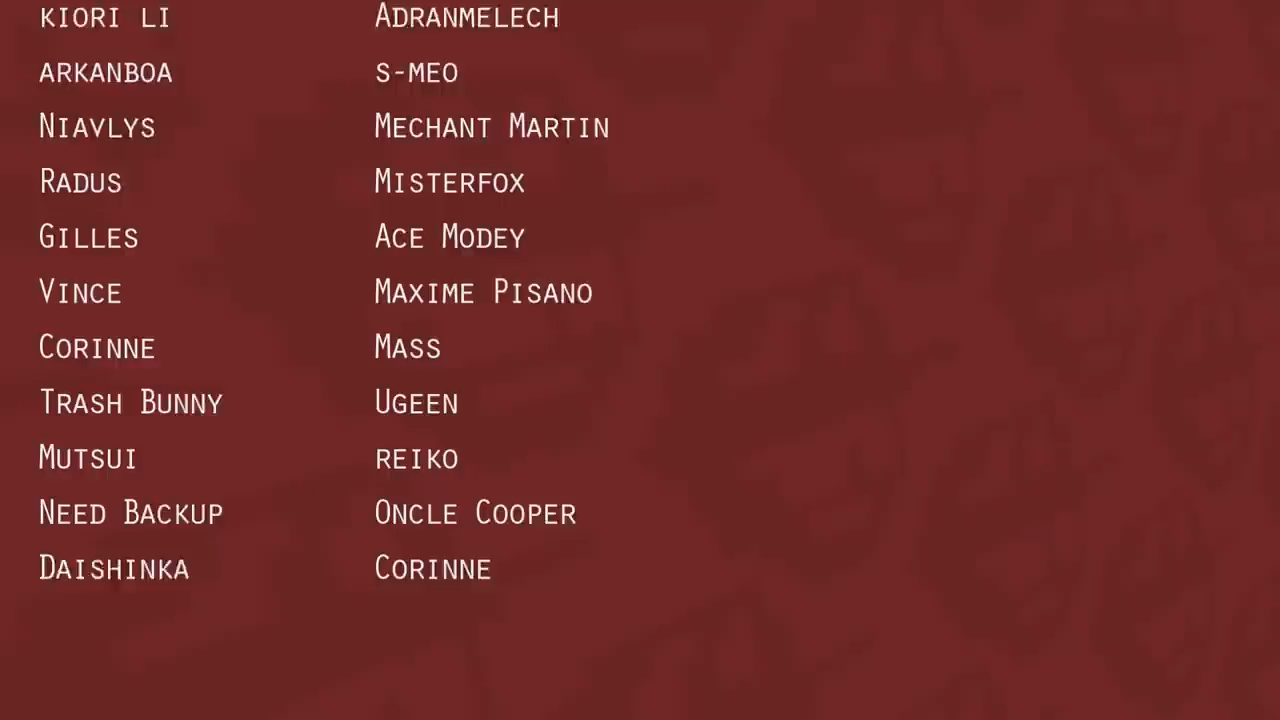 KIORI LI
ARKANBOA
NIAVLYS
RADUS
GILLES
VINCE
CORINNE
TRASH BUNNY
MUTSUI
NEED BACKUP
DAISHINKA
ADRANMELECH
S-MEO
MECHANT MARTIN
MISTERFOX
ACE MODEY
MAXIME PISANO
MASS
UGEEN
REIKO
ONCLE COOPER
CORINNE